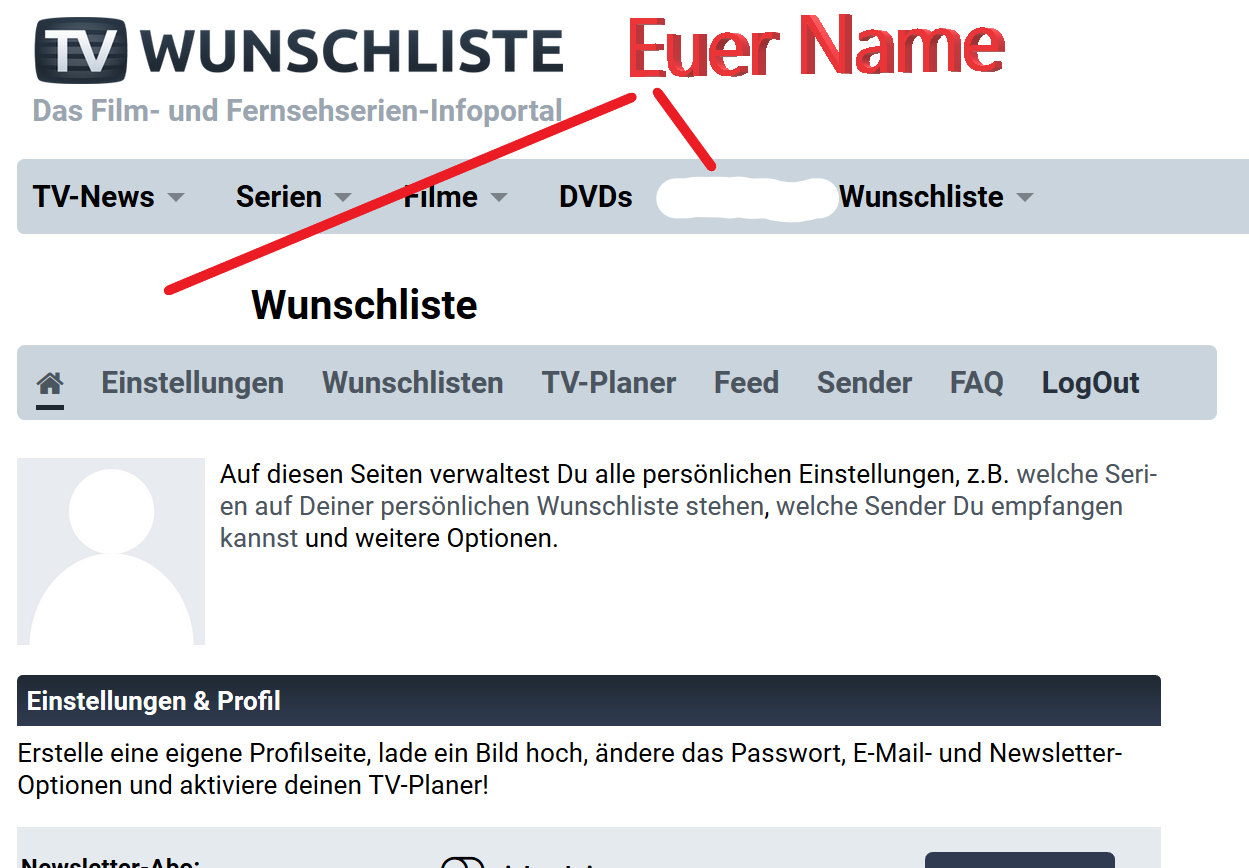 TV WUNSCHLISTE
Euer Name
Das Film- und Fernsehserien-Infoportal
TV-News Serien Filme DVDs Wunschliste
Wunschliste
Einstellungen Wunschlisten TV-Planer Feed Sender FAQ LogOut
Auf diesen Seiten verwaltest Du alle persönlichen Einstellungen, z.B. welche Seri-
en auf Deiner persönlichen Wunschliste stehen, welche Sender Du empfangen
kannst und weitere Optionen.
Einstellungen & Profil
Erstelle eine eigene Profilseite, lade ein Bild hoch, ändere das Passwort, E-Mail- und Newsletter-
Optionen und aktiviere deinen TV-Planer!
Newsletter-Abo: